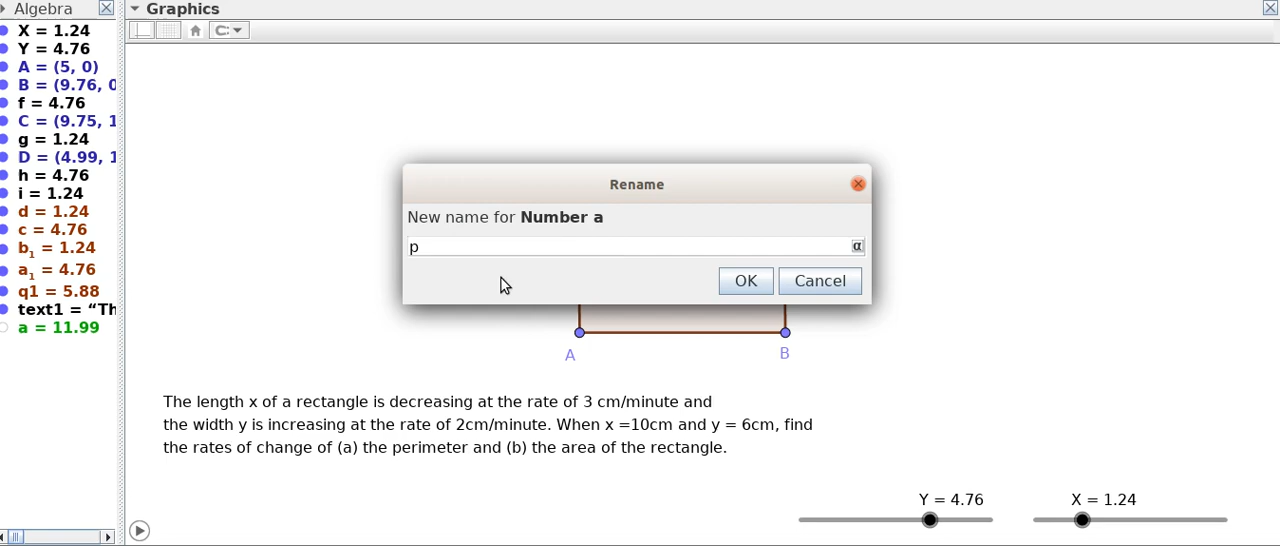 Algebra
Graphics
X = 1.24
Y = 4.76
A = (5, 0)
B = (9.76, 0
f = 4.76
C = (9.75, 1
g = 1.24
D = (4.99, 1
h = 4.76
i = 1.24
d = 1.24
c = 4.76
b₁ = 1.24
a₁ = 4.76
q1 = 5.88
text1 = “Th
a = 11.99
Rename
New name for Number a
p
α
OK
Cancel
A
B
The length x of a rectangle is decreasing at the rate of 3 cm/minute and
the width y is increasing at the rate of 2cm/minute. When x =10cm and y = 6cm, find
the rates of change of (a) the perimeter and (b) the area of the rectangle.
Y = 4.76
X = 1.24